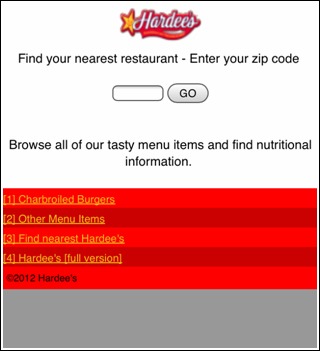 Hardee's
Find your nearest restaurant - Enter your zip code
GO
Browse all of our tasty menu items and find nutritional
information.
[1] Charbroiled Burgers
[2] Other Menu Items
[3] Find nearest Hardee's
[4] Hardee's [full version]
©2012 Hardee's